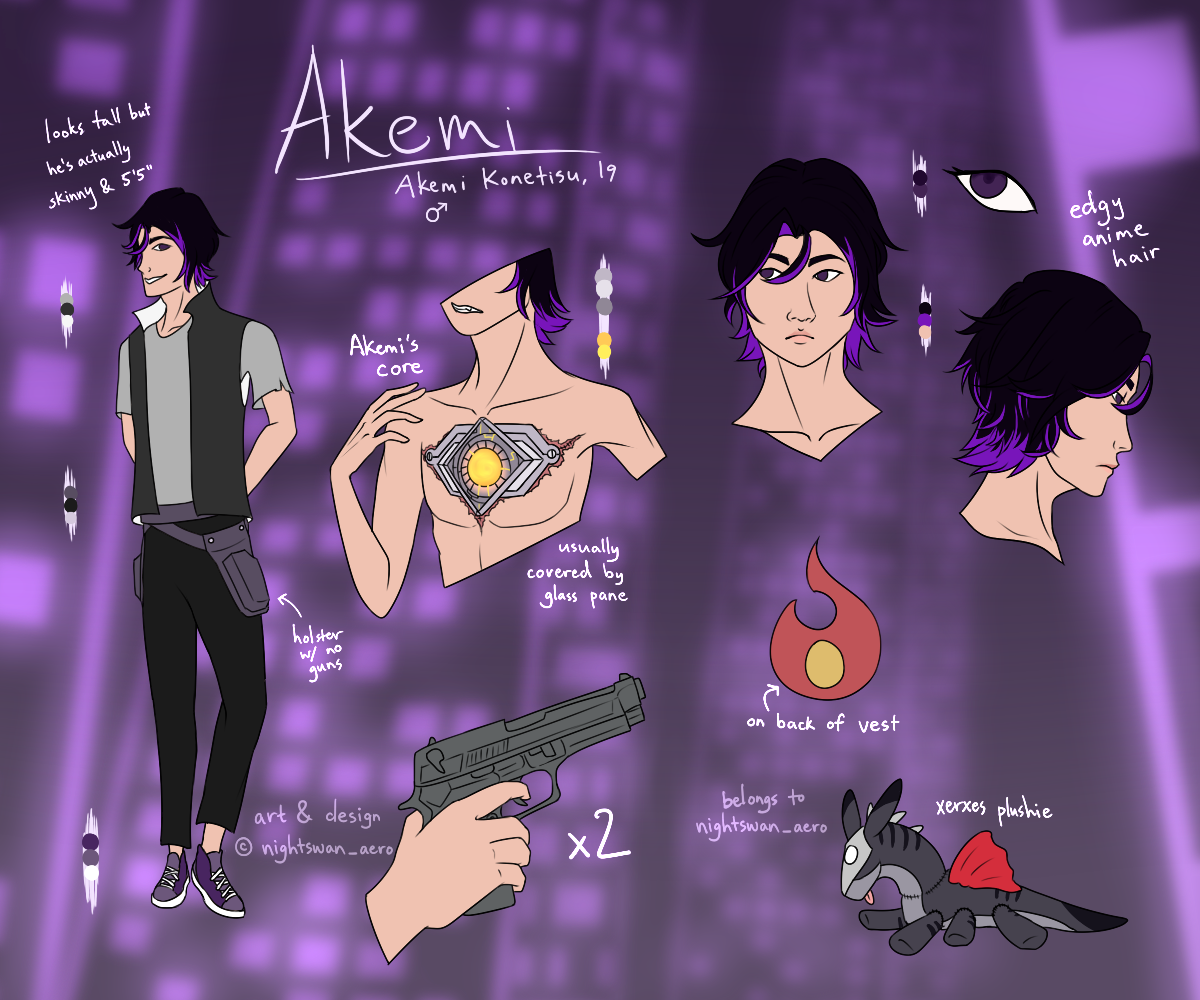 Akemi
Akemi Konetisu, 19
♂
looks tall but
he's actually
skinny & 5'5"
edgy
anime
hair
Akemi's
core
usually
covered by
glass pane
holster
w/ no
guns
on back of vest
art & design
© nightswan_aero
x2
belongs to
nightswan_aero
xerxes plushie